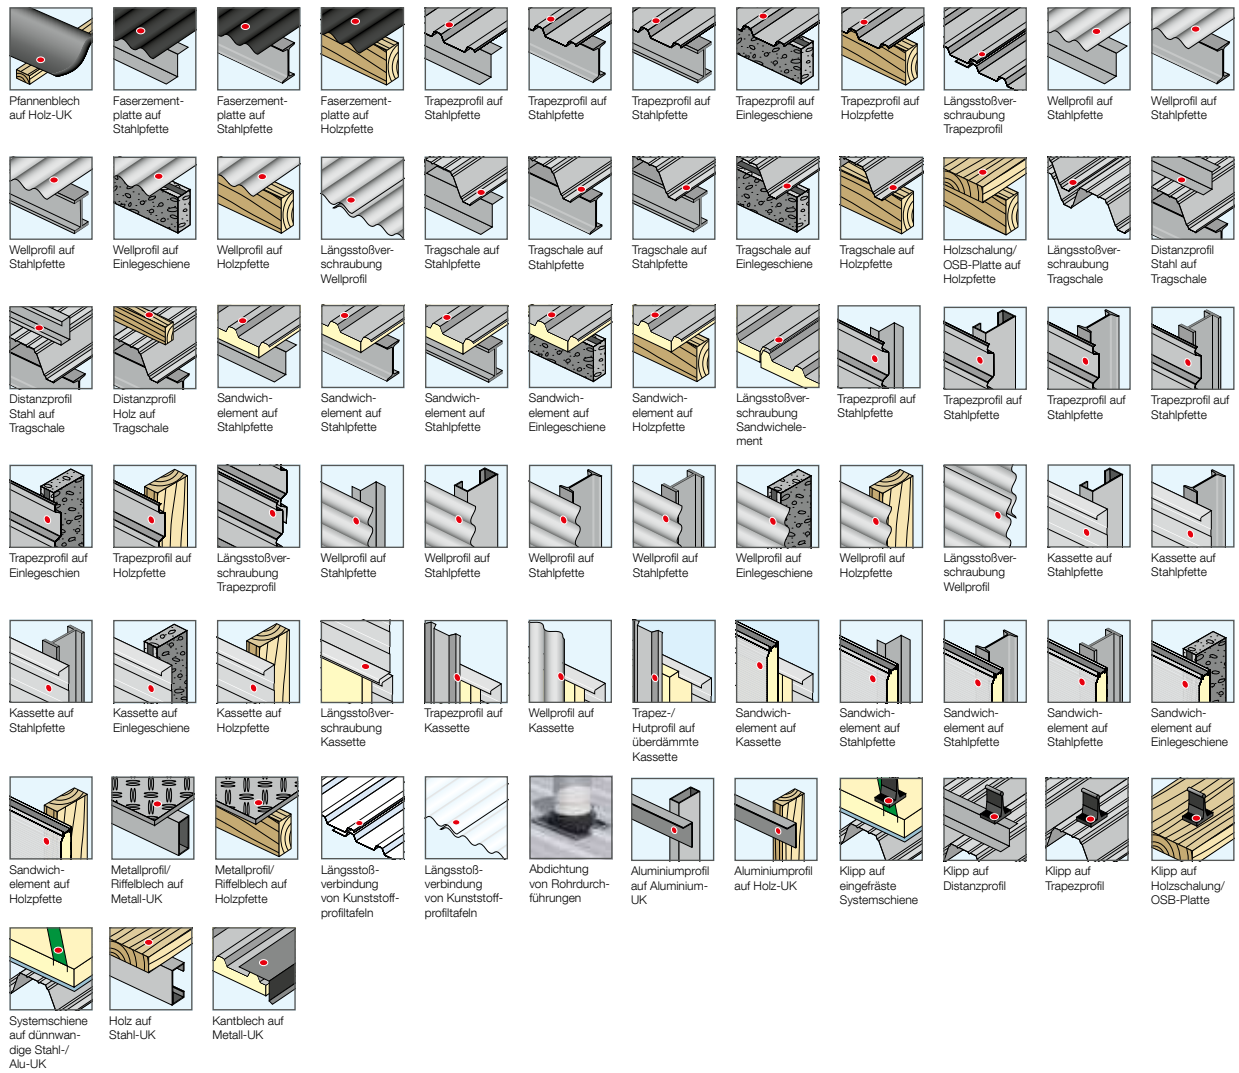 Pfannenblech
auf Holz-UK
Faserzement-
platte auf
Stahlpfette
Faserzement-
platte auf
Stahlpfette
Faserzement-
platte auf
Holzpfette
Trapezprofil auf
Stahlpfette
Trapezprofil auf
Stahlpfette
Trapezprofil auf
Stahlpfette
Trapezprofil auf
Einlegeschiene
Trapezprofil auf
Holzpfette
Längsstoßver-
schraubung
Trapezprofil
Wellprofil auf
Stahlpfette
Wellprofil auf
Stahlpfette
Wellprofil auf
Stahlpfette
Wellprofil auf
Einlegeschiene
Wellprofil auf
Holzpfette
Längsstoßver-
schraubung
Wellprofil
Tragschale auf
Stahlpfette
Tragschale auf
Stahlpfette
Tragschale auf
Stahlpfette
Tragschale auf
Einlegeschiene
Tragschale auf
Holzpfette
Holzschalung/
OSB-Platte auf
Holzpfette
Längsstoßver-
schraubung
Tragschale
Distanzprofil
Stahl auf
Tragschale
Distanzprofil
Stahl auf
Tragschale
Distanzprofil
Holz auf
Tragschale
Sandwich-
element auf
Stahlpfette
Sandwich-
element auf
Stahlpfette
Sandwich-
element auf
Stahlpfette
Sandwich-
element auf
Einlegeschiene
Sandwich-
element auf
Holzpfette
Längsstoßver-
schraubung
Sandwichele-
ment
Trapezprofil auf
Stahlpfette
Trapezprofil auf
Stahlpfette
Trapezprofil auf
Stahlpfette
Trapezprofil auf
Stahlpfette
Trapezprofil auf
Einlegeschien
Trapezprofil auf
Holzpfette
Längsstoßver-
schraubung
Trapezprofil
Wellprofil auf
Stahlpfette
Wellprofil auf
Stahlpfette
Wellprofil auf
Stahlpfette
Wellprofil auf
Stahlpfette
Wellprofil auf
Einlegeschiene
Wellprofil auf
Holzpfette
Längsstoßver-
schraubung
Wellprofil
Kassette auf
Stahlpfette
Kassette auf
Stahlpfette
Kassette auf
Stahlpfette
Kassette auf
Einlegeschiene
Kassette auf
Holzpfette
Längsstoßver-
schraubung
Kassette
Trapezprofil auf
Kassette
Wellprofil auf
Kassette
Trapez-/
Hutprofil auf
überdämmte
Kassette
Sandwich-
element auf
Kassette
Sandwich-
element auf
Stahlpfette
Sandwich-
element auf
Stahlpfette
Sandwich-
element auf
Stahlpfette
Sandwich-
element auf
Einlegeschiene
Sandwich-
element auf
Holzpfette
Metallprofil/
Riffelblech auf
Metall-UK
Metallprofil/
Riffelblech auf
Holzpfette
Längsstoß-
verbindung
von Kunststoff-
profiltafeln
Längsstoß-
verbindung
von Kunststoff-
profiltafeln
Abdichtung
von Rohrdurch-
führungen
Aluminiumprofil
auf Aluminium-
UK
Aluminiumprofil
auf Holz-UK
Klipp auf
eingefräste
Systemschiene
Klipp auf
Distanzprofil
Klipp auf
Trapezprofil
Klipp auf
Holzschalung/
OSB-Platte
Systemschiene
auf dünnwan-
dige Stahl-/
Alu-UK
Holz auf
Stahl-UK
Kantblech auf
Metall-UK